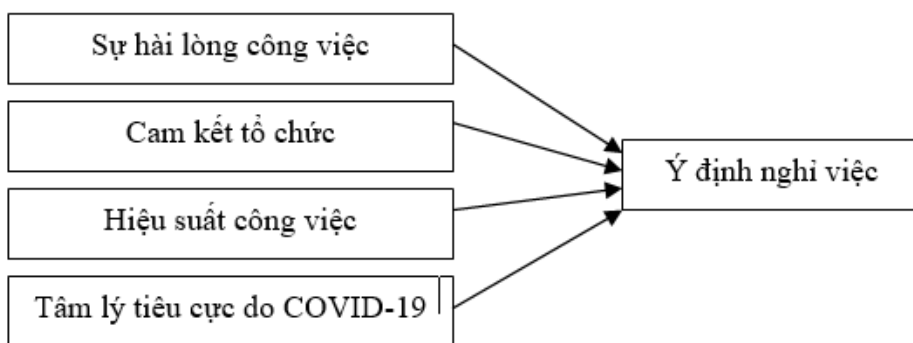 Sự hài lòng công việc
Cam kết tổ chức
Ý định nghỉ việc
Hiệu suất công việc
Tâm lý tiêu cực do COVID-19